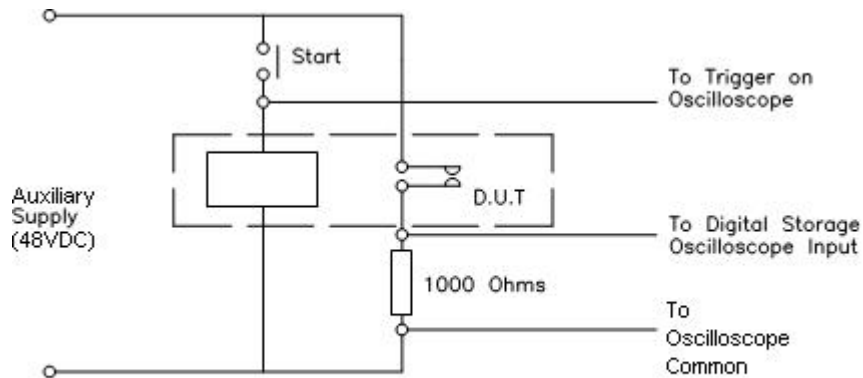 Start
To Trigger on
Oscilloscope
Auxiliary
Supply
(48VDC)
D.U.T
To Digital Storage
Oscilloscope Input
1000 Ohms
To
Oscilloscope
Common